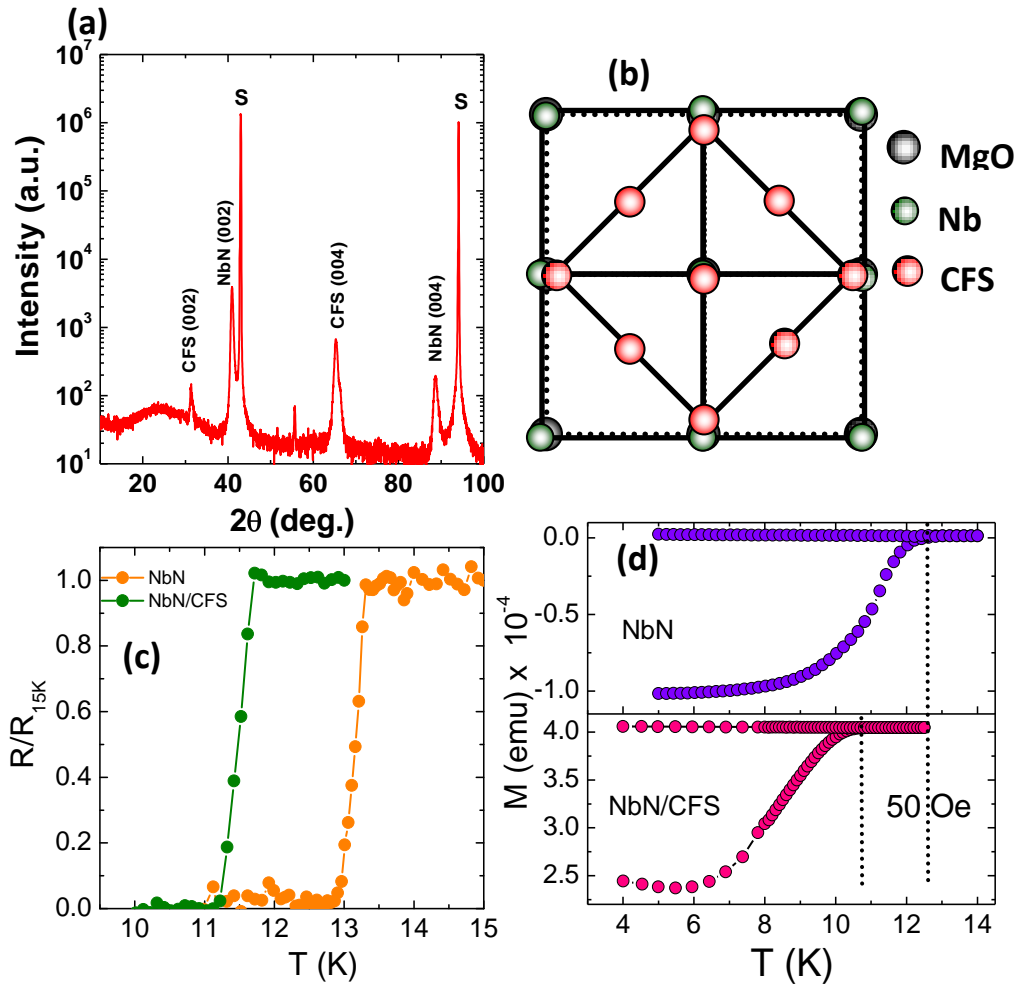 (a)
Intensity (a.u.)
10^7
10^6
10^5
10^4
10^3
10^2
10^1
S
S
CFS (002)
NbN (002)
CFS (004)
NbN (004)
20 40 60 80 100
2θ (deg.)
(b)
MgO
Nb
CFS
(c)
NbN
NbN/CFS
R/R_15K
1.0
0.8
0.6
0.4
0.2
0.0
10 11 12 13 14 15
T (K)
(d)
M (emu) x 10^-4
0.0
-0.5
-1.0
NbN
4.0
3.5
3.0
2.5
NbN/CFS
50 Oe
4 6 8 10 12 14
T (K)